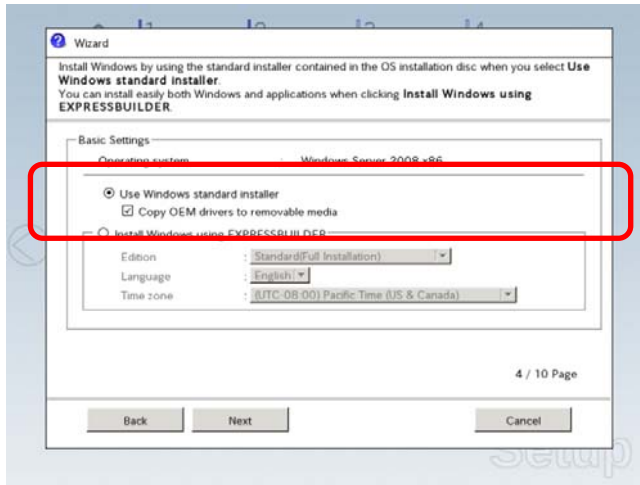 1 2 3 4
Wizard
Install Windows by using the standard installer contained in the OS installation disc when you select Use
Windows standard installer.
You can install easily both Windows and applications when clicking Install Windows using
EXPRESSBUILDER.
Basic Settings
Operating system : Windows Server 2008 x86
Use Windows standard installer
Copy OEM drivers to removable media
Install Windows using EXPRESSBUILDER
Edition : Standard(Full Installation)
Language : English
Time zone : (UTC-08:00) Pacific Time (US & Canada)
4 / 10 Page
Back Next Cancel
Setup